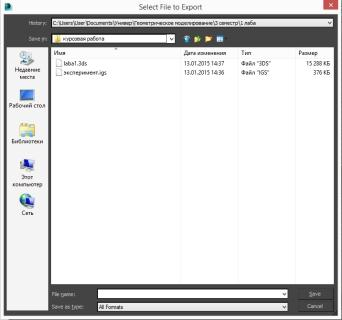 Select File to Export
History: C:\Users\User\Documents\Универ\Геометрическое моделирование\3 семестр\1 лаба
Save in: курсовая работа
Имя Дата изменения Тип Размер
laba1.3ds 13.01.2015 14:37 Файл "3DS" 15 288 КБ
эксперимент.igs 13.01.2015 14:36 Файл "IGS" 376 КБ
Недавние места
Рабочий стол
Библиотеки
Этот компьютер
Сеть
File name: Save
Save as type: All Formats Cancel